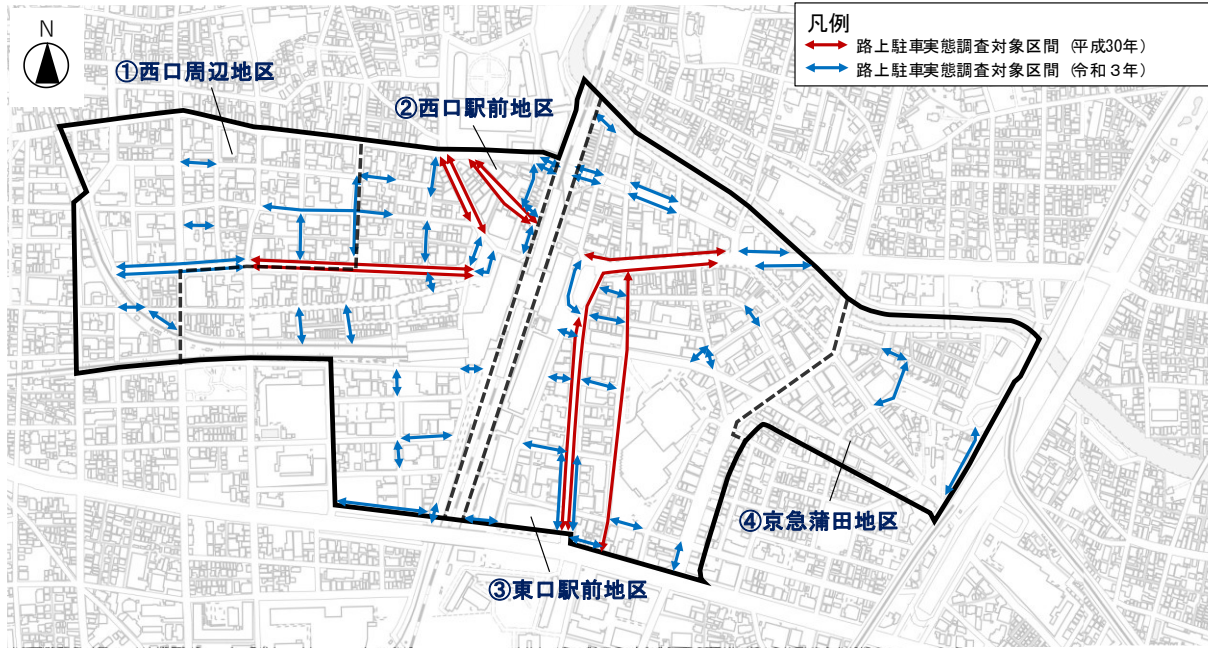 N
凡例
路上駐車実態調査対象区間（平成30年）
路上駐車実態調査対象区間（令和３年）
①西口周辺地区
②西口駅前地区
③東口駅前地区
④京急蒲田地区